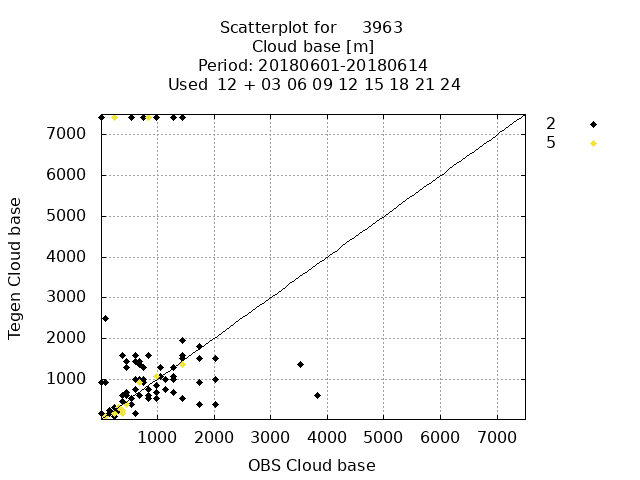 Scatterplot for 3963
Cloud base [m]
Period: 20180601-20180614
Used 12 + 03 06 09 12 15 18 21 24
2
5
7000
6000
5000
4000
3000
2000
1000
Tegen Cloud base
1000 2000 3000 4000 5000 6000 7000
OBS Cloud base